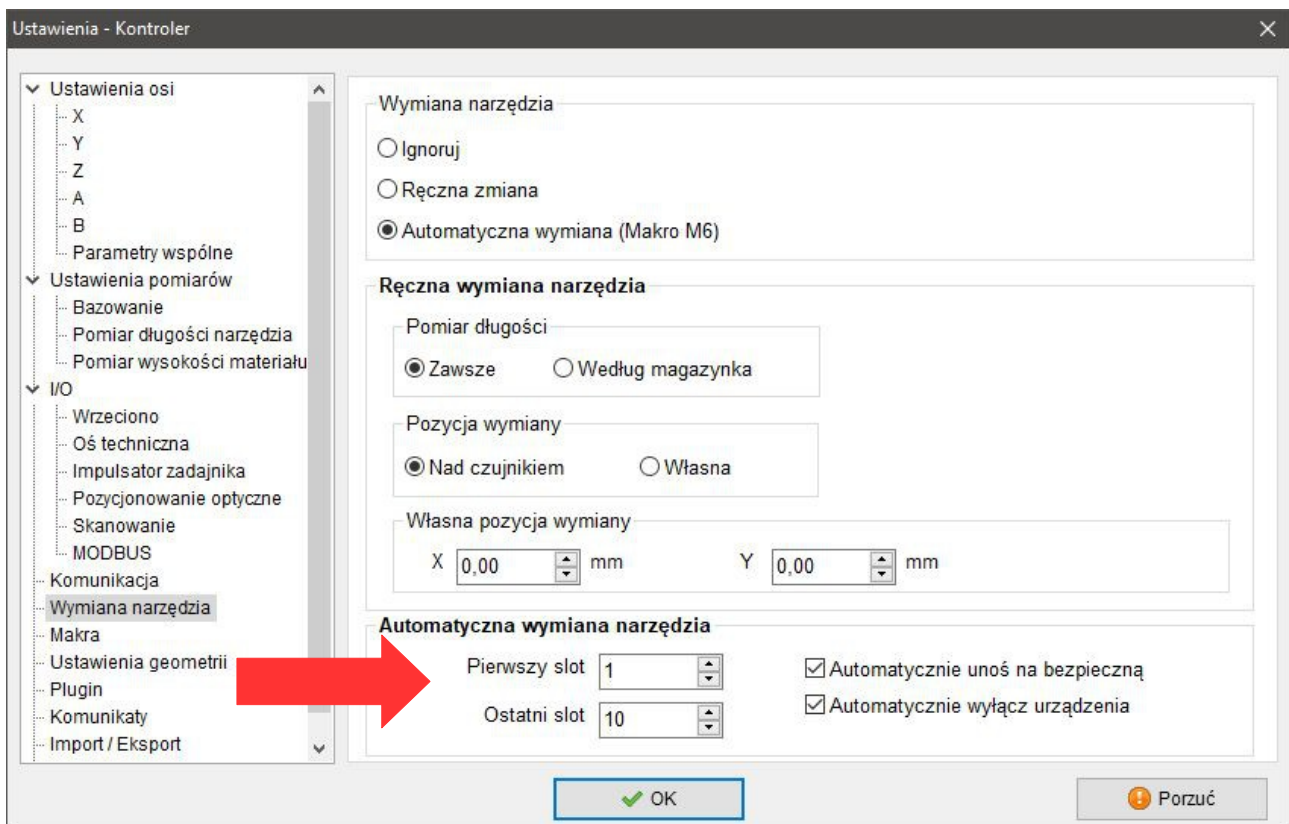 Ustawienia - Kontroler
Ustawienia osi
X
Y
Z
A
B
Parametry wspólne
Ustawienia pomiarów
Bazowanie
Pomiar długości narzędzia
Pomiar wysokości materiału
I/O
Wrzeciono
Oś techniczna
Impulsator zadajnika
Pozycjonowanie optyczne
Skanowanie
MODBUS
Komunikacja
Wymiana narzędzia
Makra
Ustawienia geometrii
Plugin
Komunikaty
Import / Eksport
Wymiana narzędzia
Ignoruj
Ręczna zmiana
Automatyczna wymiana (Makro M6)
Ręczna wymiana narzędzia
Pomiar długości
Zawsze Według magazynka
Pozycja wymiany
Nad czujnikiem Własna
Własna pozycja wymiany
X 0,00 mm Y 0,00 mm
Automatyczna wymiana narzędzia
Pierwszy slot 1 Automatycznie unoś na bezpieczną
Ostatni slot 10 Automatycznie wyłącz urządzenia
OK Porzuć